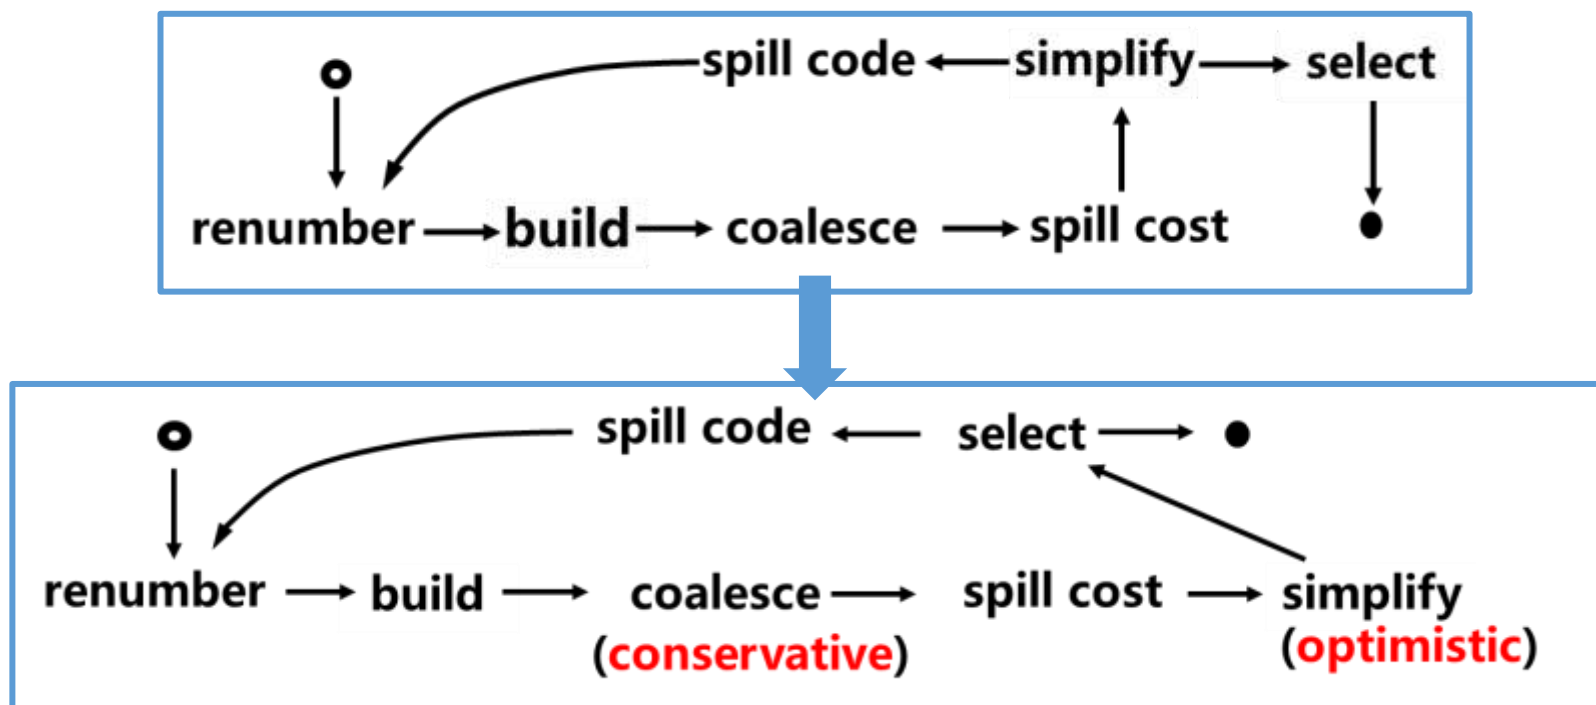 spill code simplify select
renumber build coalesce spill cost
spill code select
renumber build coalesce spill cost simplify
(conservative) (optimistic)